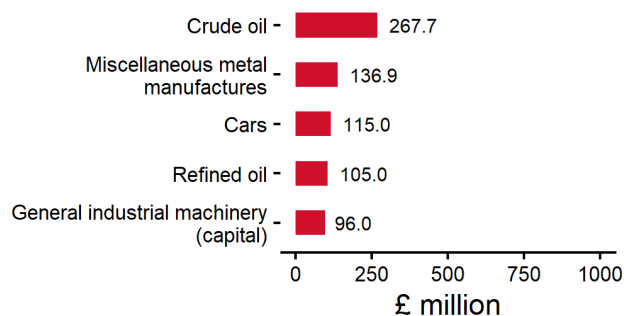 Crude oil
267.7
Miscellaneous metal
manufactures
136.9
Cars
115.0
Refined oil
105.0
General industrial machinery
(capital)
96.0
0 250 500 750 1000
£ million